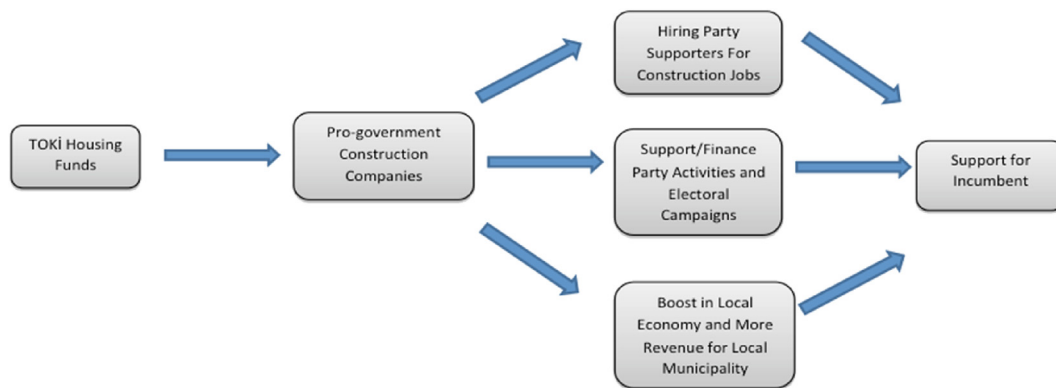 TOKİ Housing
Funds
Pro-government
Construction
Companies
Hiring Party
Supporters For
Construction Jobs
Support/Finance
Party Activities and
Electoral
Campaigns
Boost in Local
Economy and More
Revenue for Local
Municipality
Support for
Incumbent